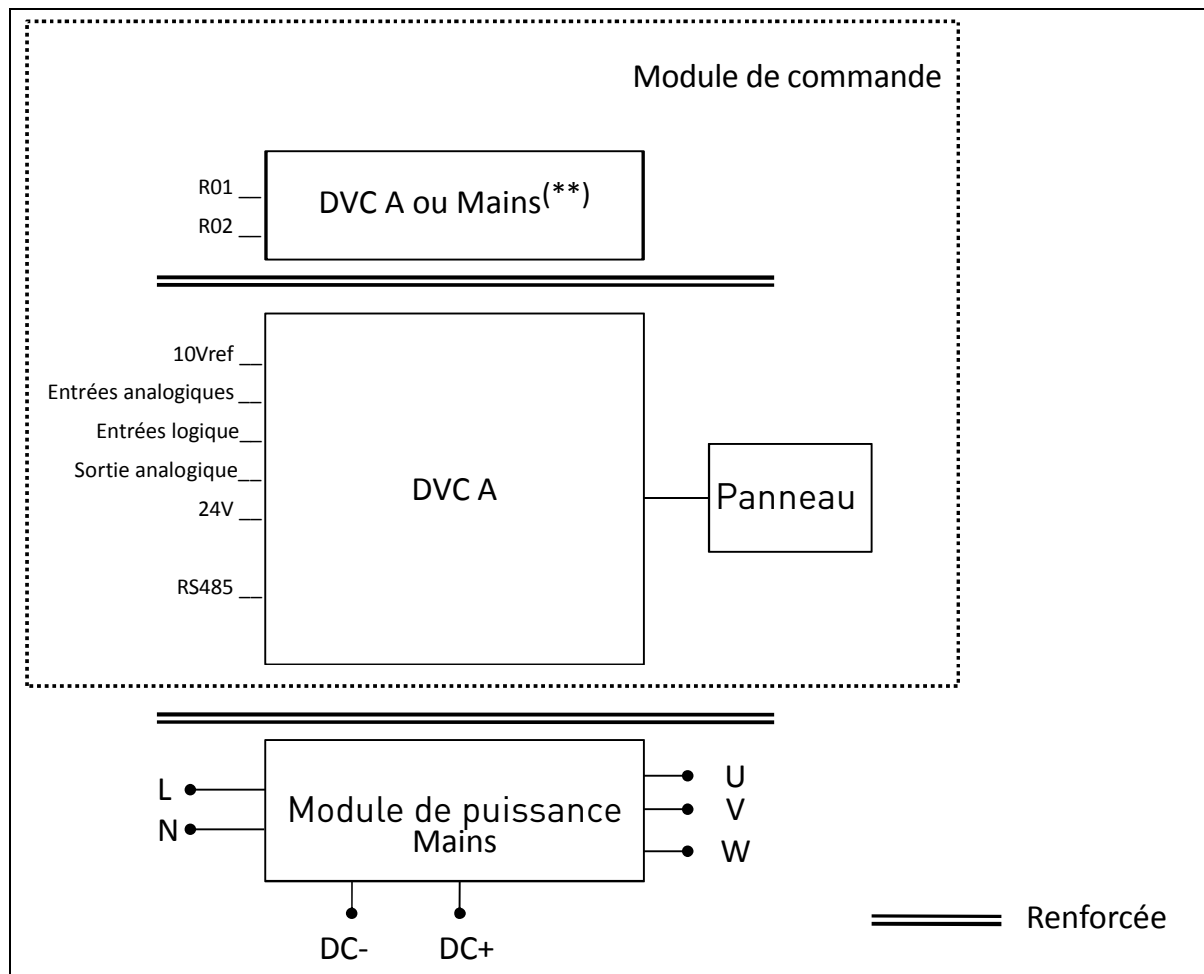 Module de commande
R01
R02
DVC A ou Mains(**)
10Vref
Entrées analogiques
Entrées logique
Sortie analogique
24V
RS485
DVC A
Panneau
L
N
Module de puissance
Mains
U
V
W
DC-
DC+
Renforcée